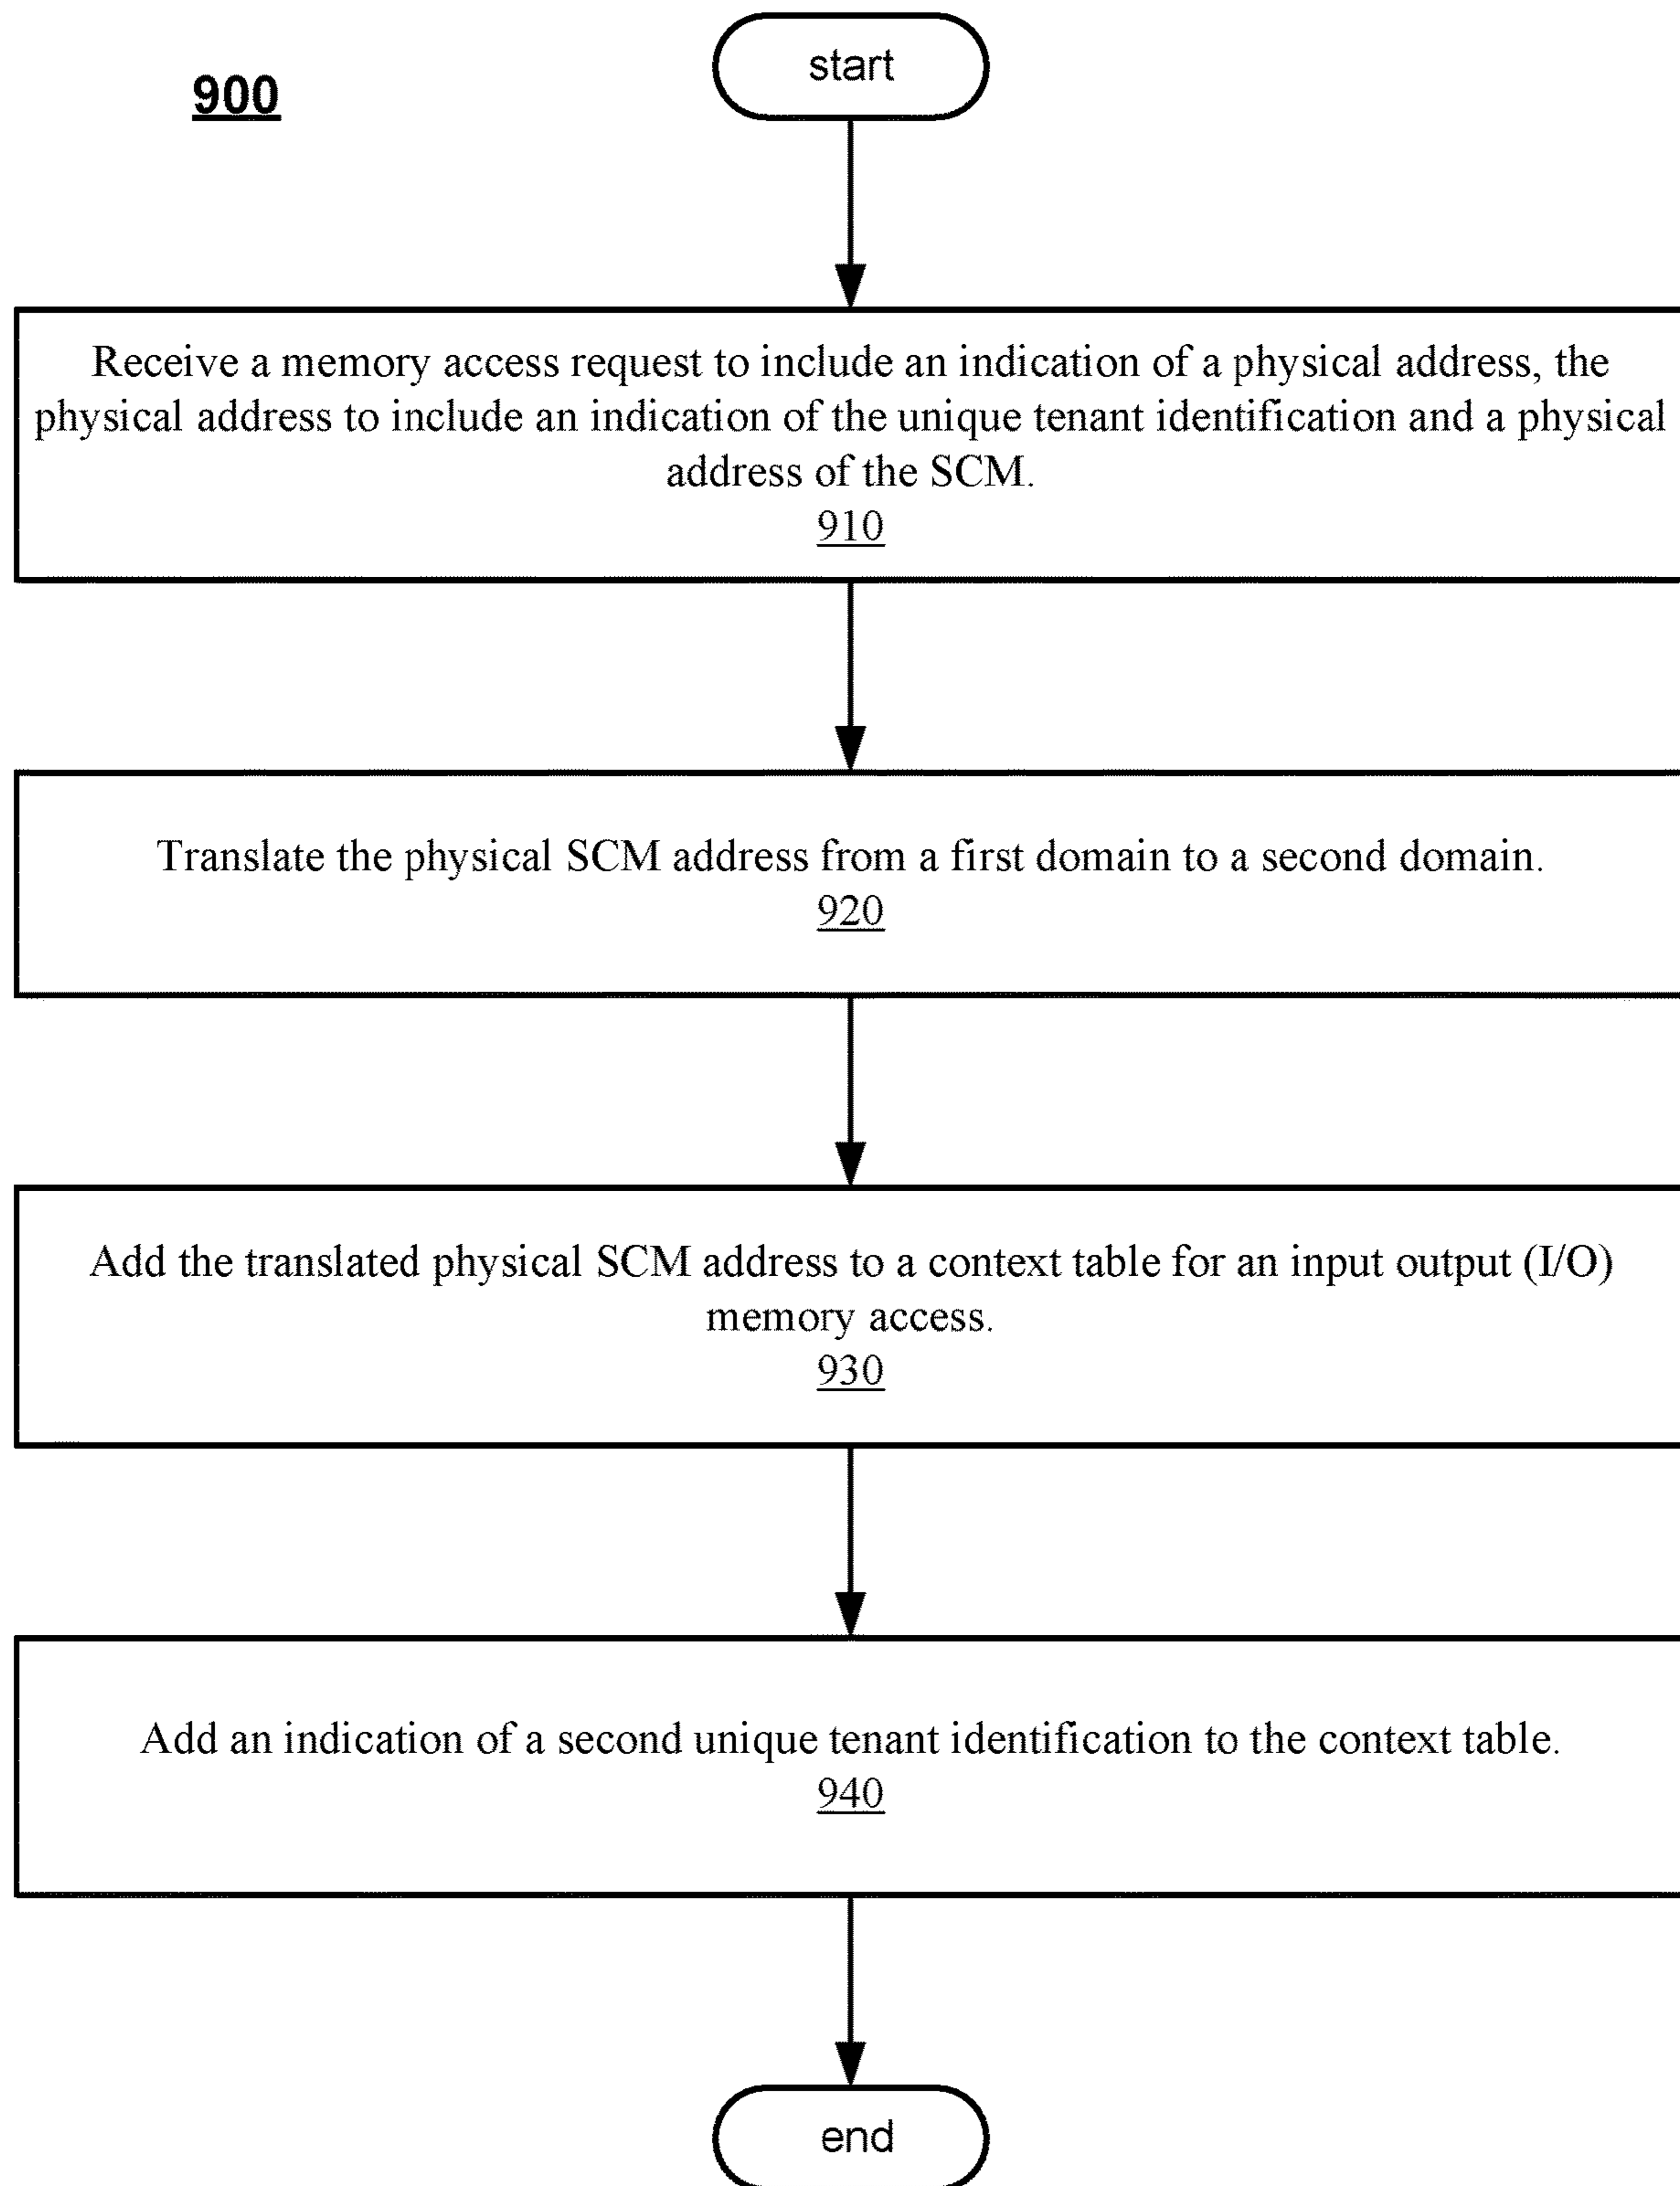 900
start
Receive a memory access request to include an indication of a physical address, the
physical address to include an indication of the unique tenant identification and a physical
address of the SCM.
910
Translate the physical SCM address from a first domain to a second domain.
920
Add the translated physical SCM address to a context table for an input output (I/O)
memory access.
930
Add an indication of a second unique tenant identification to the context table.
940
end